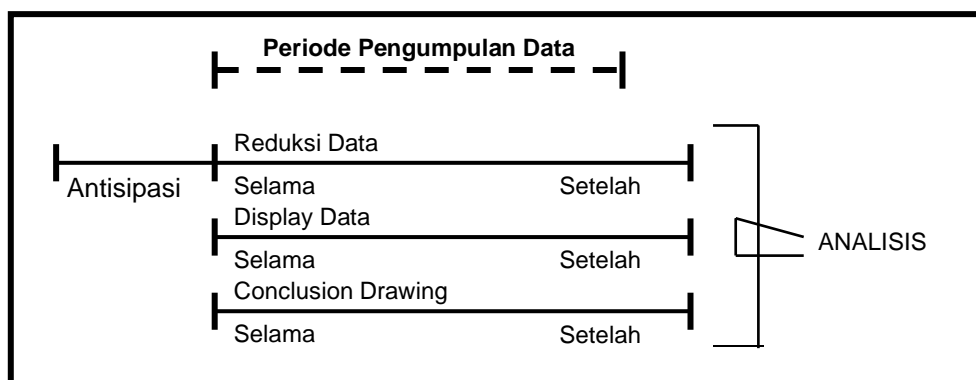 Periode Pengumpulan Data
Reduksi Data
Antisipasi
Selama Setelah
Display Data
Selama Setelah
ANALISIS
Conclusion Drawing
Selama Setelah